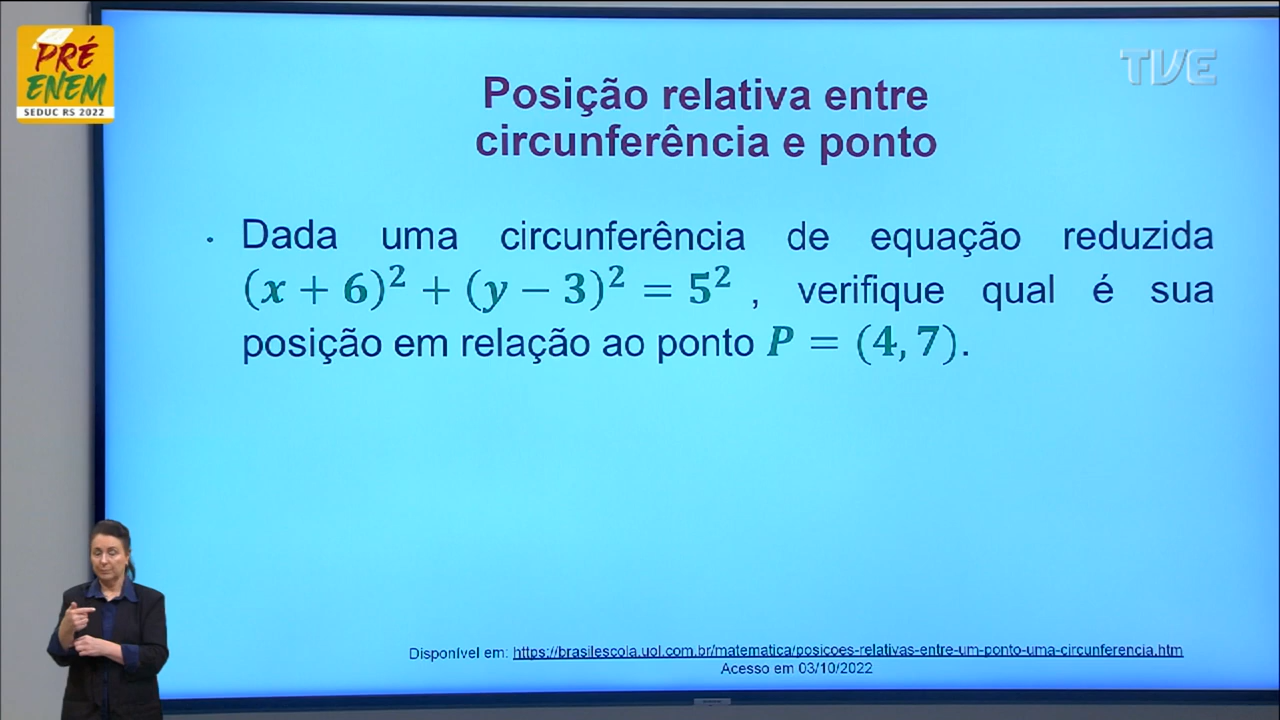 PRÉ
ENEM
SEDUC RS 2022
TVE
Posição relativa entre
circunferência e ponto
• Dada uma circunferência de equação reduzida
(x + 6)² + (y − 3)² = 5² , verifique qual é sua
posição em relação ao ponto P = (4, 7).
Disponível em: https://brasilescola.uol.com.br/matematica/posicoes-relativas-entre-um-ponto-uma-circunferencia.htm
Acesso em 03/10/2022